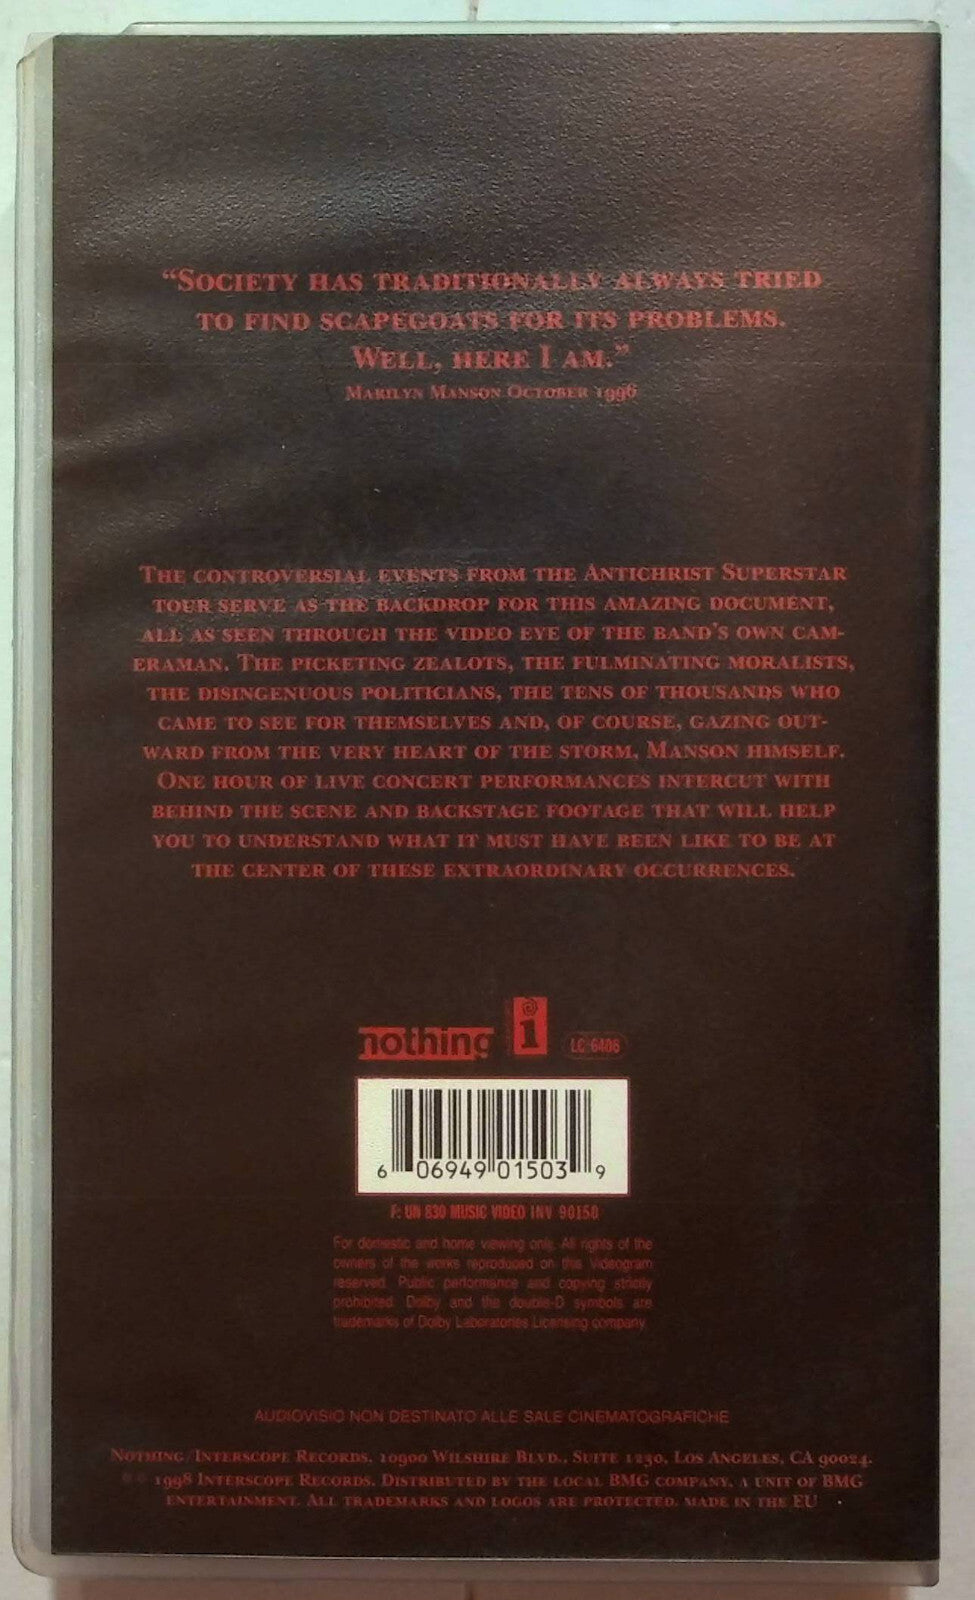 “SOCIETY HAS TRADITIONALLY ALWAYS TRIED
TO FIND SCAPEGOATS FOR ITS PROBLEMS.
WELL, HERE I AM.”
MARILYN MANSON OCTOBER 1996
THE CONTROVERSIAL EVENTS FROM THE ANTICHRIST SUPERSTAR
TOUR SERVE AS THE BACKDROP FOR THIS AMAZING DOCUMENT,
ALL AS SEEN THROUGH THE VIDEO EYE OF THE BAND'S OWN CAM-
ERAMAN. THE PICKETING ZEALOTS, THE FULMINATING MORALISTS,
THE DISINGENUOUS POLITICIANS, THE TENS OF THOUSANDS WHO
CAME TO SEE FOR THEMSELVES AND, OF COURSE, GAZING OUT-
WARD FROM THE VERY HEART OF THE STORM, MANSON HIMSELF.
ONE HOUR OF LIVE CONCERT PERFORMANCES INTERCUT WITH
BEHIND THE SCENE AND BACKSTAGE FOOTAGE THAT WILL HELP
YOU TO UNDERSTAND WHAT IT MUST HAVE BEEN LIKE TO BE AT
THE CENTER OF THESE EXTRAORDINARY OCCURRENCES.
nothing i LC 6406
6 06949 01503 9
F: UN 830 MUSIC VIDEO INV 90150
For domestic and home viewing only. All rights of the
owners of the works reproduced on this Videogram
reserved. Public performance and copying strictly
prohibited. Dolby and the double-D symbols are
trademarks of Dolby Laboratories Licensing company.
AUDIOVISIO NON DESTINATO ALLE SALE CINEMATOGRAFICHE
NOTHING/INTERSCOPE RECORDS, 10900 WILSHIRE BLVD., SUITE 1230, LOS ANGELES, CA 90024.
1998 INTERSCOPE RECORDS. DISTRIBUTED BY THE LOCAL BMG COMPANY, A UNIT OF BMG
ENTERTAINMENT. ALL TRADEMARKS AND LOGOS ARE PROTECTED. MADE IN THE EU